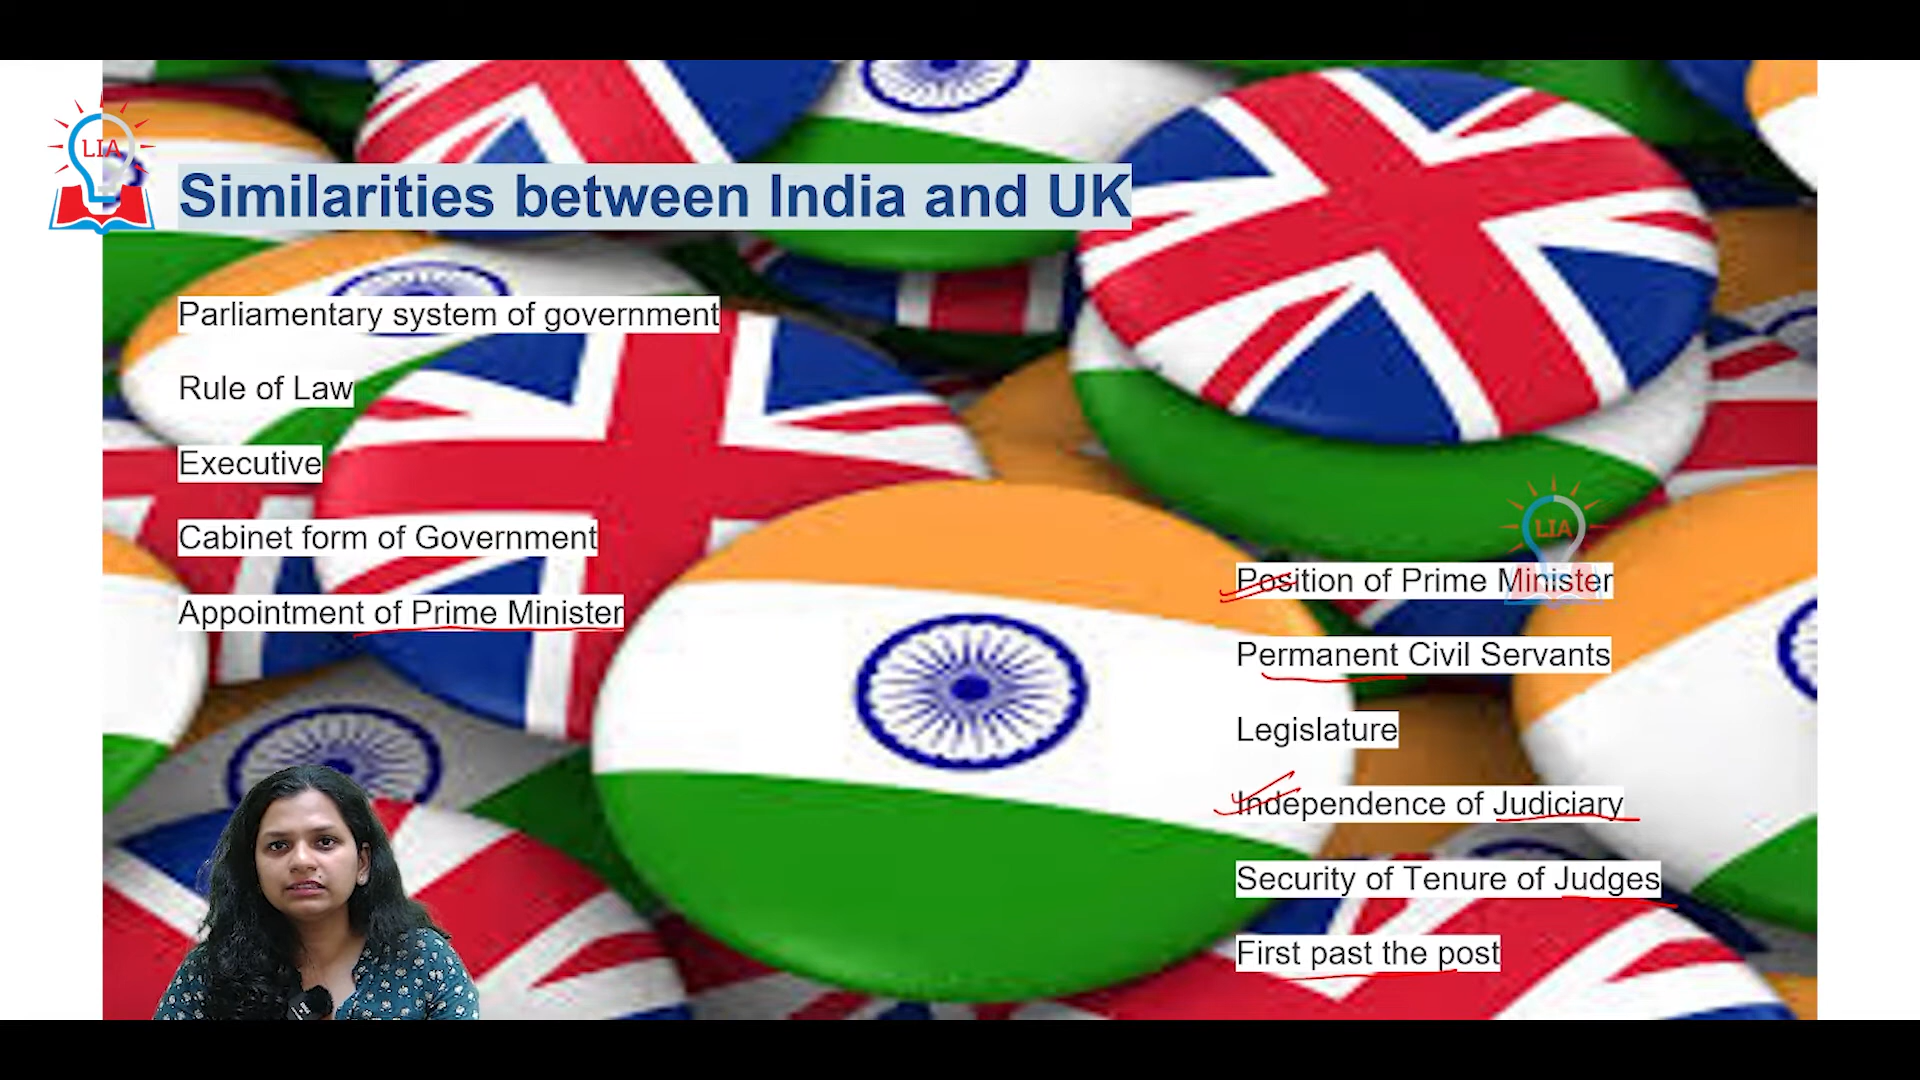 LIA
Similarities between India and UK
Parliamentary system of government
Rule of Law
Executive
Cabinet form of Government
Appointment of Prime Minister
LIA
Position of Prime Minister
Permanent Civil Servants
Legislature
Independence of Judiciary
Security of Tenure of Judges
First past the post